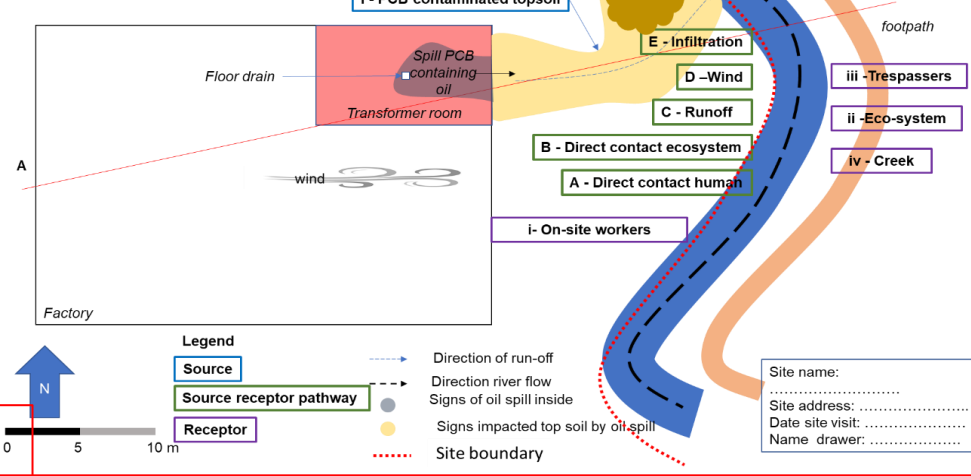 PCB contaminated topsoil
footpath
E - Infiltration
Spill PCB
containing
oil
Floor drain
D –Wind
iii -Trespassers
Transformer room
C - Runoff
ii -Eco-system
B - Direct contact ecosystem
A
iv - Creek
wind
A - Direct contact human
i- On-site workers
Factory
Legend
Source
Direction of run-off
Site name:
……………………….
N
Direction river flow
Source receptor pathway
Signs of oil spill inside
Site address: …………………..
Receptor
Signs impacted top soil by oil spill
Date site visit: …………………
Name drawer: ………………..
0 5 10 m
Site boundary